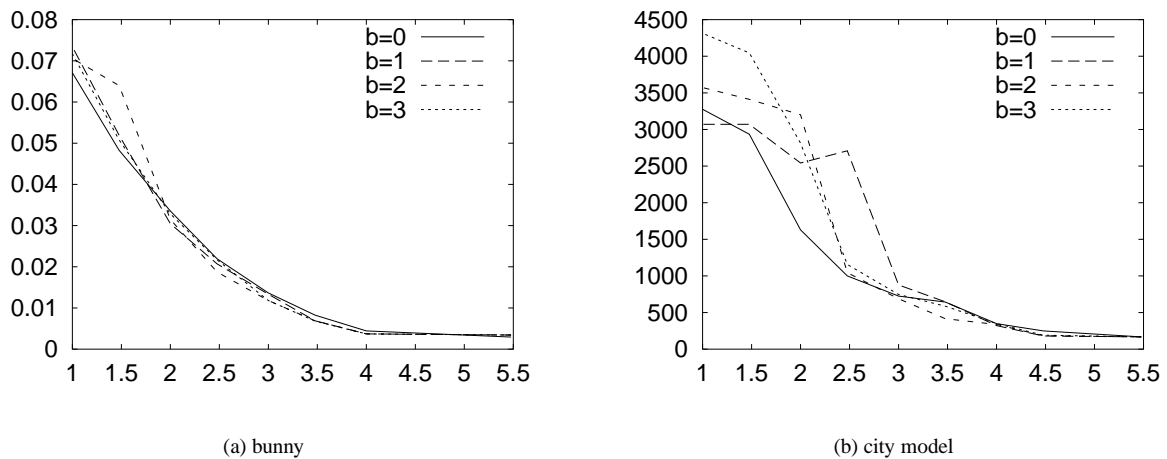 0.08
0.07
0.06
0.05
0.04
0.03
0.02
0.01
0
1 1.5 2 2.5 3 3.5 4 4.5 5 5.5
b=0
b=1
b=2
b=3
(a) bunny
4500
4000
3500
3000
2500
2000
1500
1000
500
0
1 1.5 2 2.5 3 3.5 4 4.5 5 5.5
b=0
b=1
b=2
b=3
(b) city model